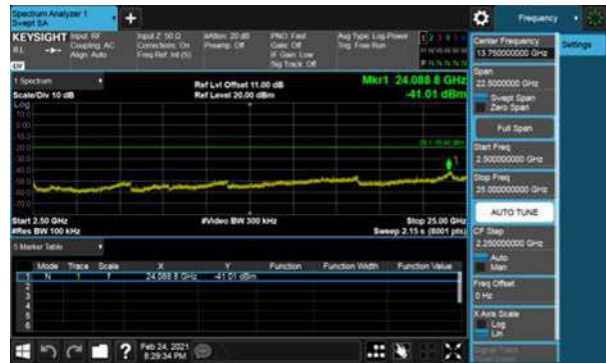 Spectrum Analyzer 1
Swept SA
Frequency
KEYSIGHT
Input: RF
Input Z: 50 Ω
#Atten: 20 dB
PNO: Fast
Avg Type: Log-Power
1 2 3 4 5 6
RL
Coupling: AC
Corrections: On
Preamp: Off
Gate: Off
Trig: Free Run
Align: Auto
Freq Ref: Int (S)
IF Gain: Low
Sig Track: Off
Center Frequency
13.750000000 GHz
Settings
1 Spectrum
Scale/Div 10 dB
Ref Lvl Offset 11.00 dB
Ref Level 20.00 dBm
Mkr1 24.088 8 GHz
-41.01 dBm
Span
22.5000000 GHz
Swept Span
Zero Span
Full Span
Start Freq
2.500000000 GHz
Stop Freq
25.000000000 GHz
AUTO TUNE
CF Step
2.250000000 GHz
Auto
Man
Freq Offset
0 Hz
X Axis Scale
Log
Lin
Log
10.0
0.00
-10.0
-20.0
-30.0
-40.0
-50.0
-60.0
-70.0
1
Start 2.50 GHz
#Video BW 300 kHz
Stop 25.00 GHz
#Res BW 100 kHz
Sweep 2.15 s (8001 pts)
5 Marker Table
Mode Trace Scale X Y Function Function Width Function Value
1 N 1 f 24.088 8 GHz -41.01 dBm
2
3
4
5
6
Feb 24, 2021
8:29:34 PM